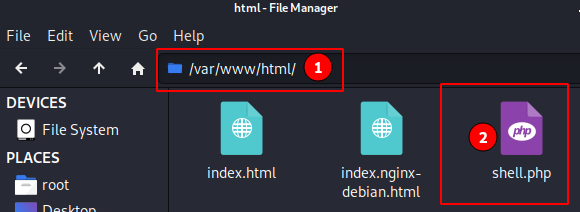 html - File Manager
File Edit View Go Help
/var/www/html/ 1
DEVICES
File System
PLACES
root
Desktop
index.html
index.nginx-
debian.html
2
php
shell.php